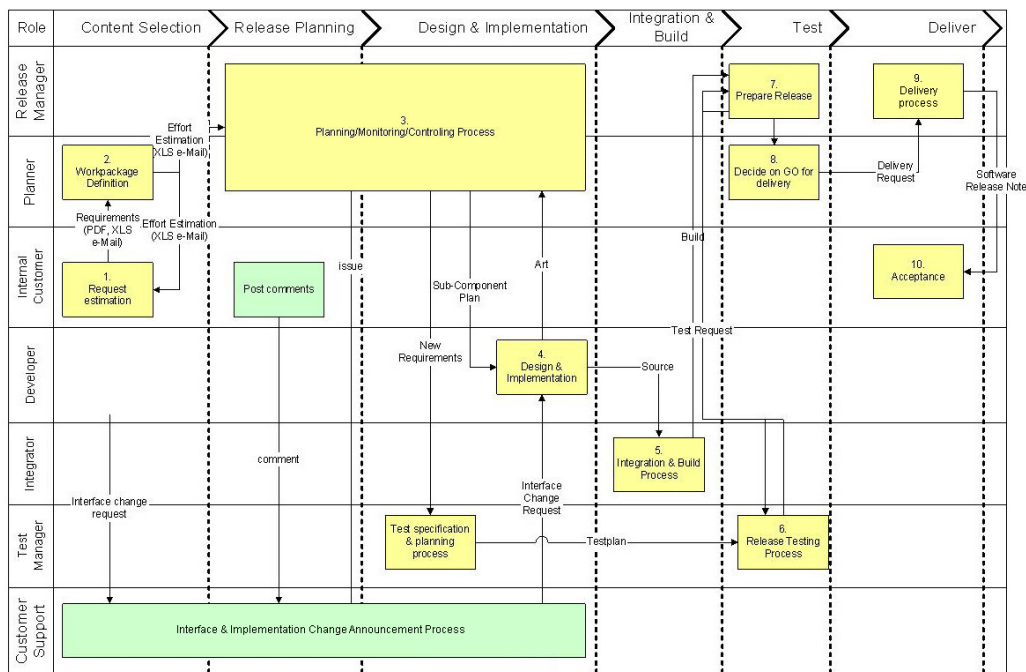 Role
Content Selection
Release Planning
Design & Implementation
Integration &
Build
Test
Deliver
Release
Manager
3.
Planning/Monitoring/Controling Process
7.
Prepare Release
9.
Delivery
process
Effort
Estimation
(XLS e-Mail)
Planner
2.
Workpackage
Definition
8.
Decide on GO for
delivery
Delivery
Request
Software
Release Note
Requirements
(PDF, XLS
e-Mail)
Effort Estimation
(XLS e-Mail)
Internal
Customer
1.
Request
estimation
Post comments
issue
Sub-Component
Plan
Art
Build
10.
Acceptance
Developer
New
Requirements
4.
Design &
Implementation
Source
Test Request
Integrator
comment
5.
Integration & Build
Process
Interface change
request
Interface
Change
Request
Test
Manager
Test specification
& planning
process
Testplan
6.
Release Testing
Process
Customer
Support
Interface & Implementation Change Announcement Process